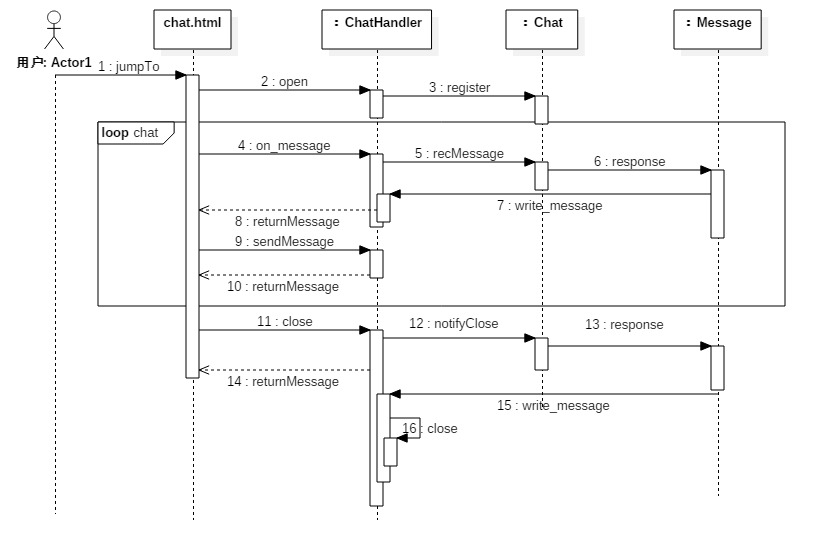 chat.html
: ChatHandler
: Chat
: Message
用户: Actor1
1 : jumpTo
2 : open
3 : register
loop chat
4 : on_message
5 : recMessage
6 : response
7 : write_message
8 : returnMessage
9 : sendMessage
10 : returnMessage
11 : close
12 : notifyClose
13 : response
14 : returnMessage
15 : write_message
16 : close